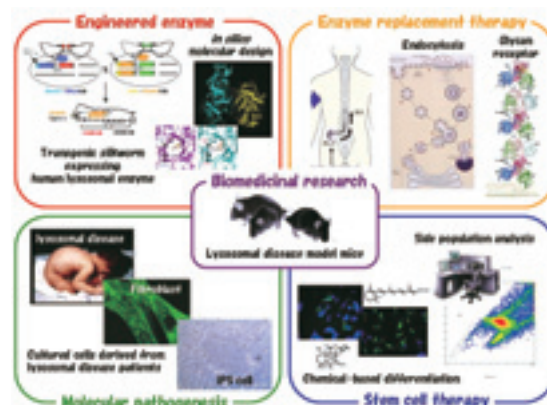 Engineered enzyme
in silico
molecular design
Transgenic silkworm
expressing
human lysosomal enzyme
Enzyme replacement therapy
Endocytosis
Glycan
receptor
Biomedicinal research
Lysosomal disease model mice
lysosomal disease
Fibroblast
iPS cell
Cultured cells derived from
lysosomal disease patients
Molecular pathogenesis
Side population analysis
Chemical-based differentiation
Stem cell therapy